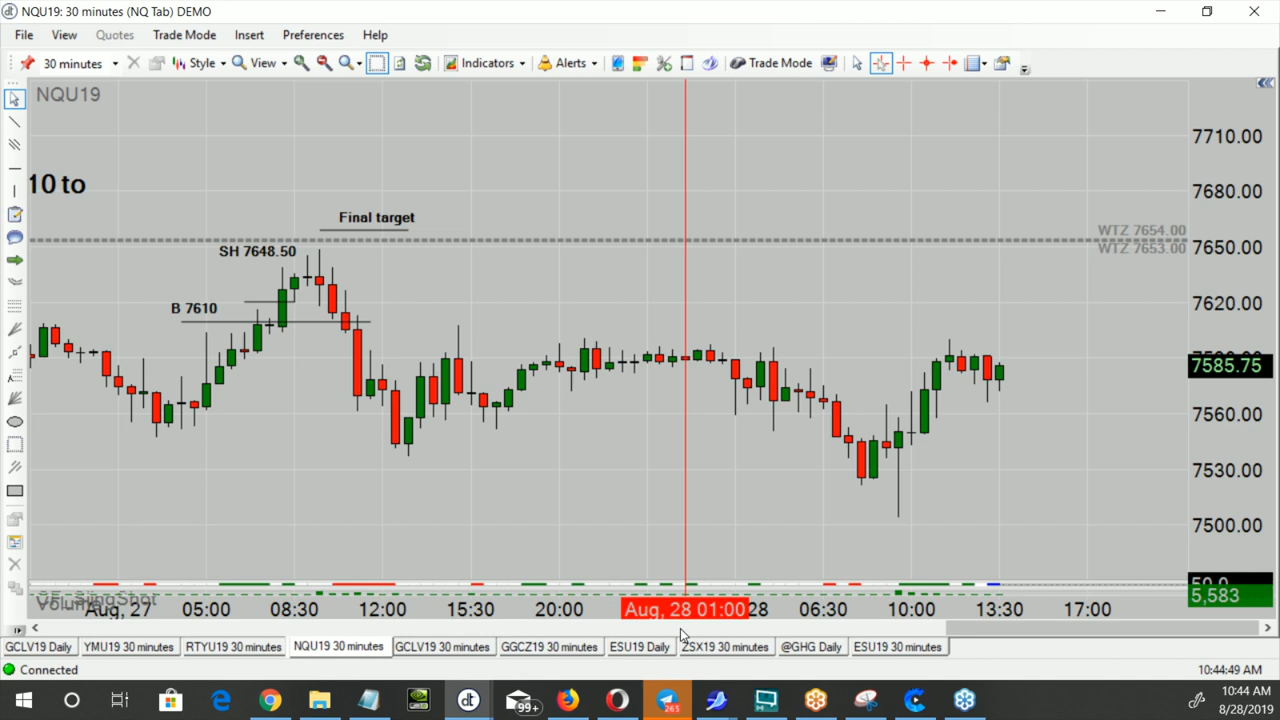 NQU19: 30 minutes (NQ Tab) DEMO
File View Quotes Trade Mode Insert Preferences Help
30 minutes Style View Indicators Alerts Trade Mode
NQU19
7710.00
10 to
7680.00
Final target
WTZ 7654.00
SH 7648.50
7650.00
WTZ 7653.00
B 7610
7620.00
7585.75
7560.00
7530.00
7500.00
50.0
5,583
Volum
Aug, 27 05:00 08:30 12:00 15:30 20:00 Aug, 28 01:00 28 06:30 10:00 13:30 17:00
GCLV19 Daily YMU19 30 minutes RTYU19 30 minutes NQU19 30 minutes GCLV19 30 minutes GGCZ19 30 minutes ESU19 Daily ZSX19 30 minutes @GHG Daily ESU19 30 minutes
Connected 10:44:49 AM
99+ 265 10:44 AM
8/28/2019